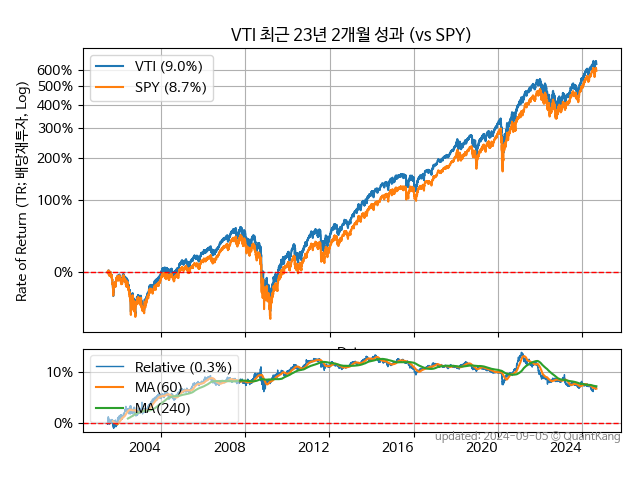 VTI 최근 23년 2개월 성과 (vs SPY)
Rate of Return (TR; 배당재투자, Log)
600%
500%
400%
300%
200%
100%
0%
VTI (9.0%)
SPY (8.7%)
10%
0%
Relative (0.3%)
MA(60)
MA(240)
2004 2008 2012 2016 2020 2024
updated: 2024-09-05 © QuantKang